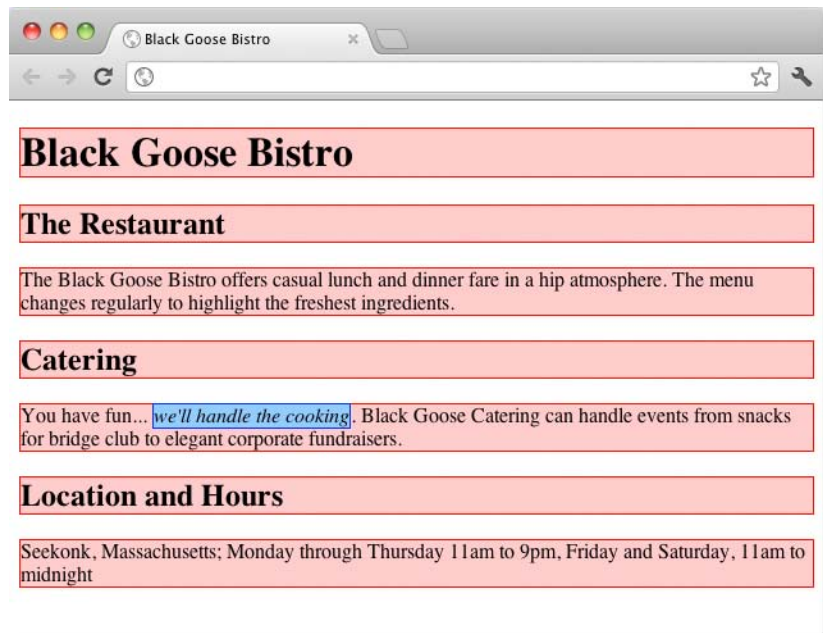 Black Goose Bistro
Black Goose Bistro
The Restaurant
The Black Goose Bistro offers casual lunch and dinner fare in a hip atmosphere. The menu
changes regularly to highlight the freshest ingredients.
Catering
You have fun... we'll handle the cooking. Black Goose Catering can handle events from snacks
for bridge club to elegant corporate fundraisers.
Location and Hours
Seekonk, Massachusetts; Monday through Thursday 11am to 9pm, Friday and Saturday, 11am to
midnight